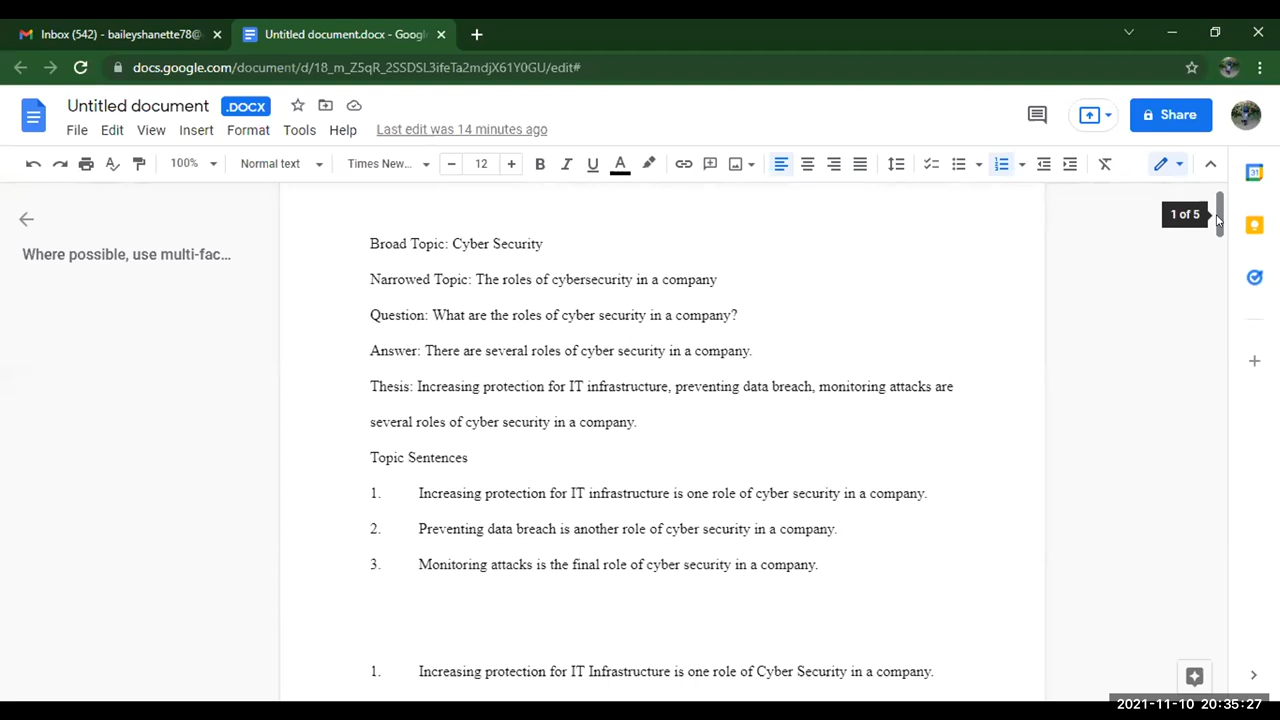 Inbox (542) - baileyshanette78@
Untitled document.docx - Google
docs.google.com/document/d/18_m_Z5qR_2SSDSL3ifeTa2mdjX61Y0GU/edit#
Untitled document
.DOCX
Share
File Edit View Insert Format Tools Help Last edit was 14 minutes ago
100% Normal text Times New... 12
B I U A
31
1 of 5
Where possible, use multi-fac...
Broad Topic: Cyber Security
Narrowed Topic: The roles of cybersecurity in a company
Question: What are the roles of cyber security in a company?
Answer: There are several roles of cyber security in a company.
Thesis: Increasing protection for IT infrastructure, preventing data breach, monitoring attacks are
several roles of cyber security in a company.
Topic Sentences
1. Increasing protection for IT infrastructure is one role of cyber security in a company.
2. Preventing data breach is another role of cyber security in a company.
3. Monitoring attacks is the final role of cyber security in a company.
1. Increasing protection for IT Infrastructure is one role of Cyber Security in a company.
2021-11-10 20:35:27